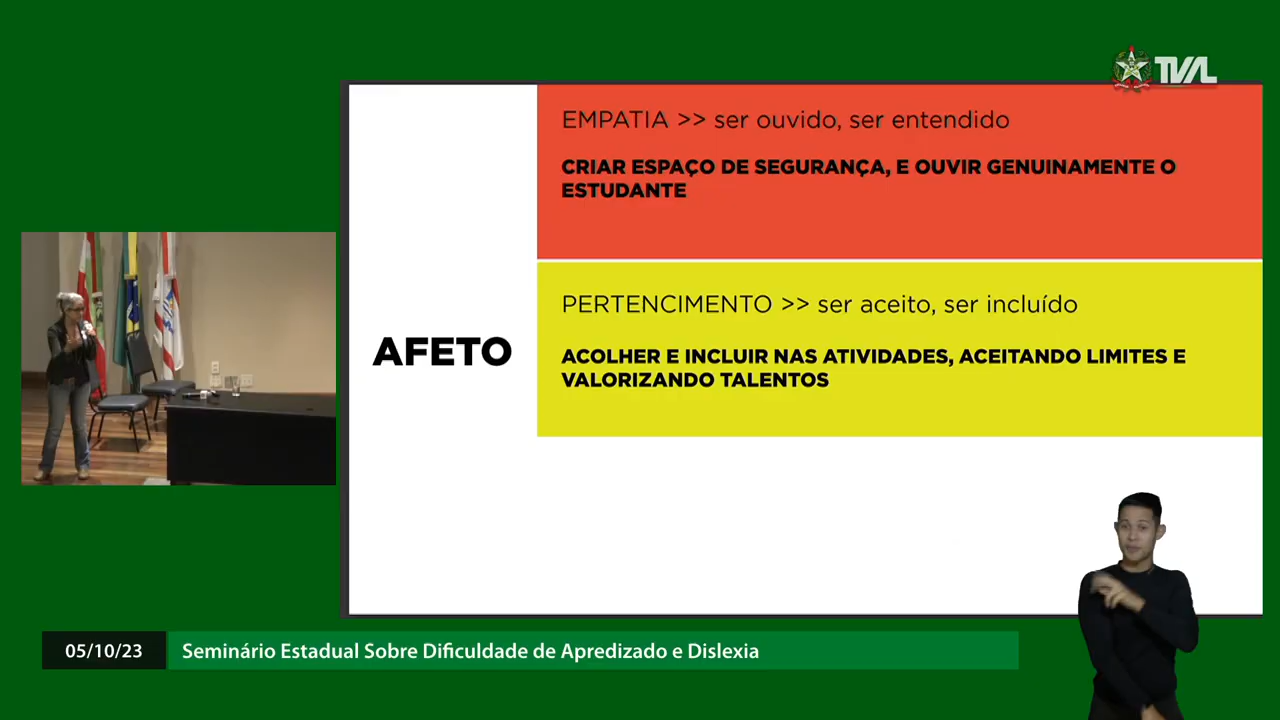 TVAL
EMPATIA >> ser ouvido, ser entendido
CRIAR ESPAÇO DE SEGURANÇA, E OUVIR GENUINAMENTE O
ESTUDANTE
PERTENCIMENTO >> ser aceito, ser incluído
AFETO
ACOLHER E INCLUIR NAS ATIVIDADES, ACEITANDO LIMITES E
VALORIZANDO TALENTOS
05/10/23 Seminário Estadual Sobre Dificuldade de Apredizado e Dislexia